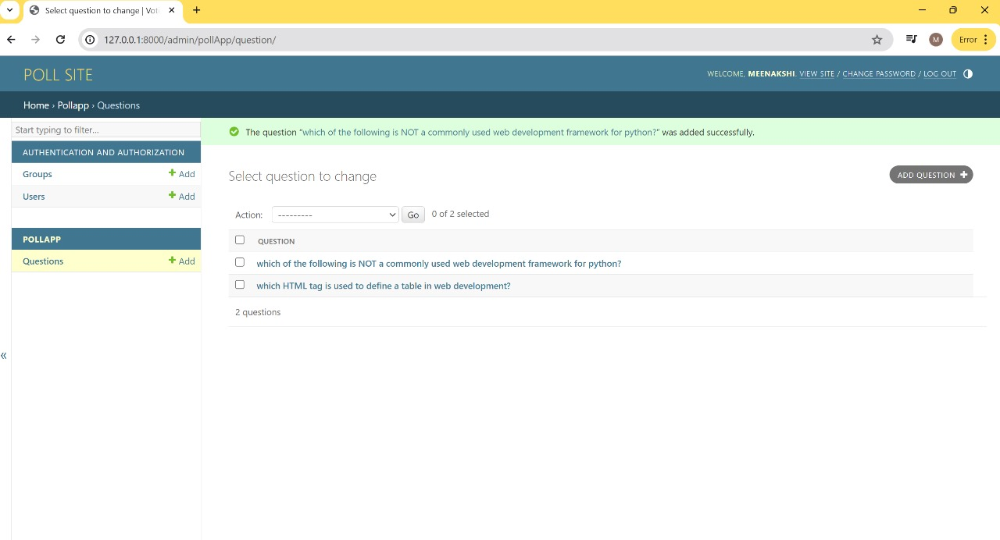 Select question to change | Vot
127.0.0.1:8000/admin/pollApp/question/
M
Error
POLL SITE
WELCOME, MEENAKSHI. VIEW SITE / CHANGE PASSWORD / LOG OUT
Home › Pollapp › Questions
Start typing to filter...
The question “which of the following is NOT a commonly used web development framework for python?” was added successfully.
AUTHENTICATION AND AUTHORIZATION
Groups + Add
Users + Add
POLLAPP
Questions + Add
«
Select question to change
ADD QUESTION +
Action: --------- Go 0 of 2 selected
QUESTION
which of the following is NOT a commonly used web development framework for python?
which HTML tag is used to define a table in web development?
2 questions